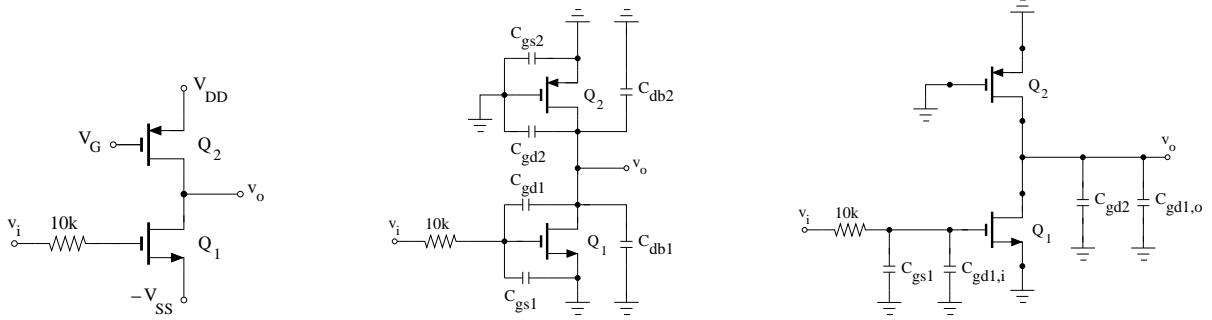 V_DD
V_G
Q_2
v_o
v_i
10k
Q_1
−V_SS
C_gs2
Q_2
C_db2
C_gd2
v_o
C_gd1
v_i
10k
Q_1
C_db1
C_gs1
Q_2
v_o
C_gd2
C_gd1,o
v_i
10k
Q_1
C_gs1
C_gd1,i